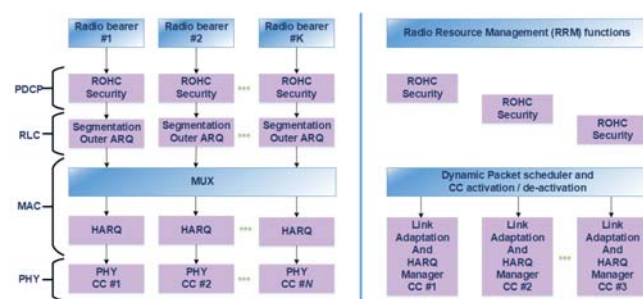 Radio bearer
#1
Radio bearer
#2
Radio bearer
#K
PDCP
ROHC
Security
ROHC
Security
ROHC
Security
RLC
Segmentation
Outer ARQ
Segmentation
Outer ARQ
Segmentation
Outer ARQ
MAC
MUX
HARQ
HARQ
HARQ
PHY
PHY
CC #1
PHY
CC #2
PHY
CC #N
Radio Resource Management (RRM) functions
ROHC
Security
ROHC
Security
ROHC
Security
Dynamic Packet scheduler and
CC activation / de-activation
Link
Adaptation
And
HARQ
Manager
CC #1
Link
Adaptation
And
HARQ
Manager
CC #2
Link
Adaptation
And
HARQ
Manager
CC #3